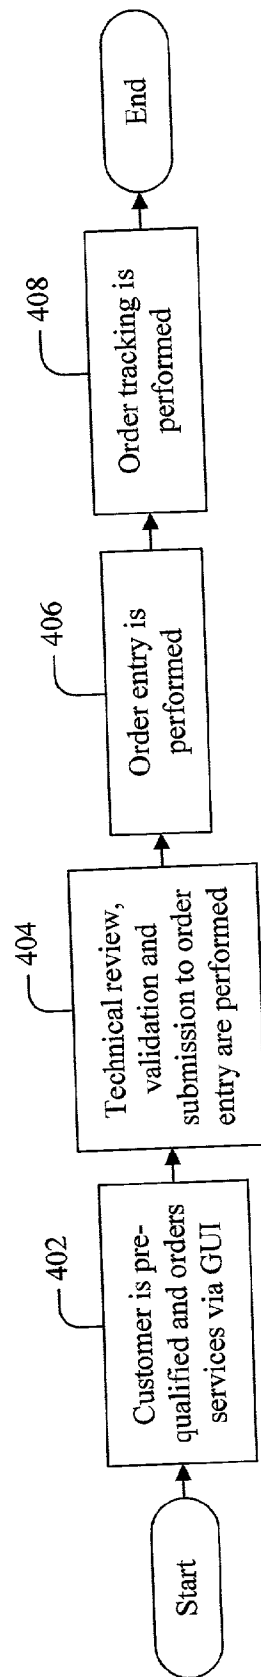 Start
402
Customer is pre-
qualified and orders
services via GUI
404
Technical review,
validation and
submission to order
entry are performed
406
Order entry is
performed
408
Order tracking is
performed
End